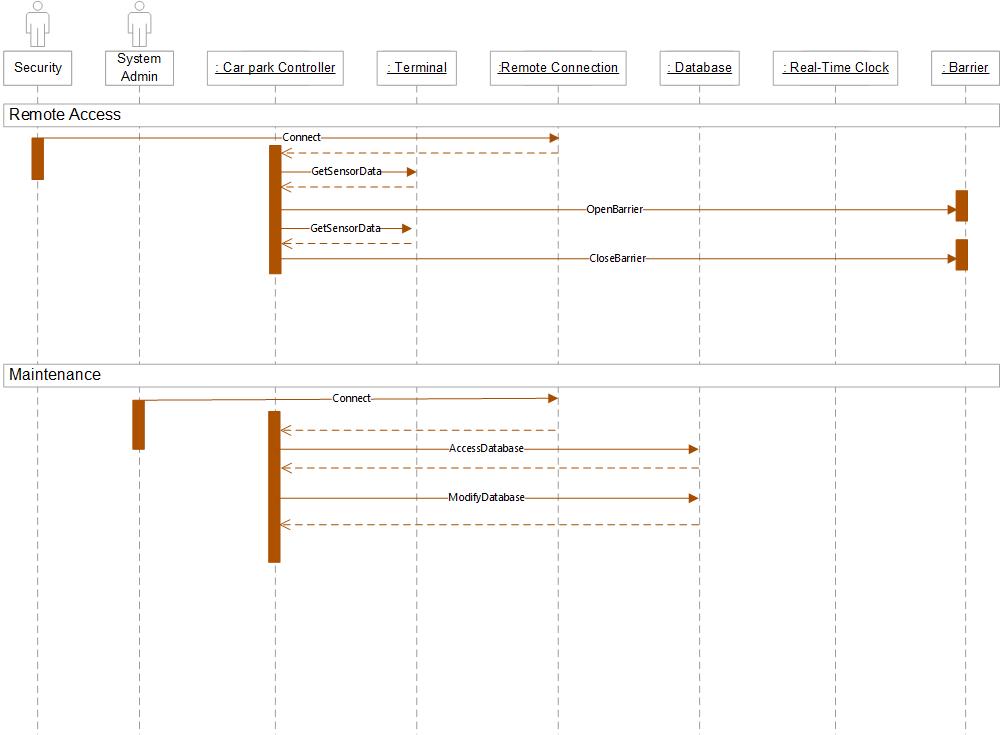 Security
System
Admin
: Car park Controller
: Terminal
:Remote Connection
: Database
: Real-Time Clock
: Barrier
Remote Access
Connect
GetSensorData
OpenBarrier
GetSensorData
CloseBarrier
Maintenance
Connect
AccessDatabase
ModifyDatabase